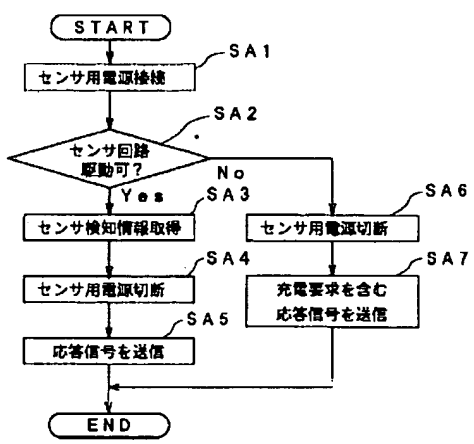 START
SA1
センサ用電源接続
SA2
センサ回路
駆動可?
No
Yes
SA3
センサ検知情報取得
SA6
センサ用電源切断
SA4
センサ用電源切断
SA7
充電要求を含む
応答信号を送信
SA5
応答信号を送信
END